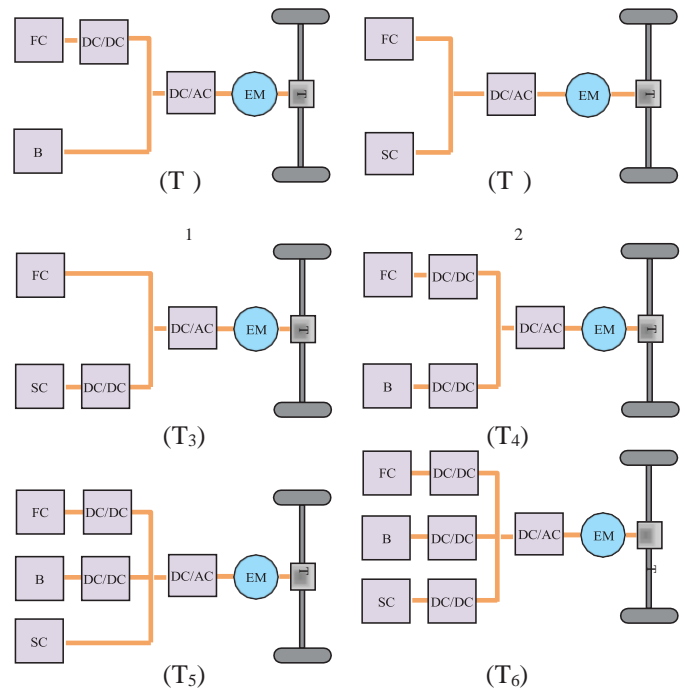 FC DC/DC DC/AC EM T B
(T )
1
FC SC DC/AC EM T
(T )
2
FC DC/AC EM T SC DC/DC
(T3)
FC DC/DC DC/AC EM T B DC/DC
(T4)
FC DC/DC B DC/DC DC/AC EM T SC
(T5)
FC DC/DC B DC/DC DC/AC EM T SC DC/DC
(T6)